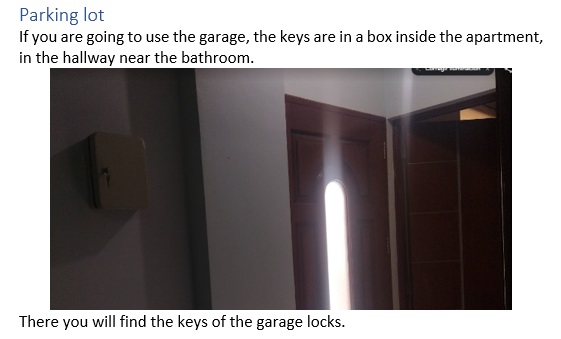 Parking lot
If you are going to use the garage, the keys are in a box inside the apartment,
in the hallway near the bathroom.
There you will find the keys of the garage locks.